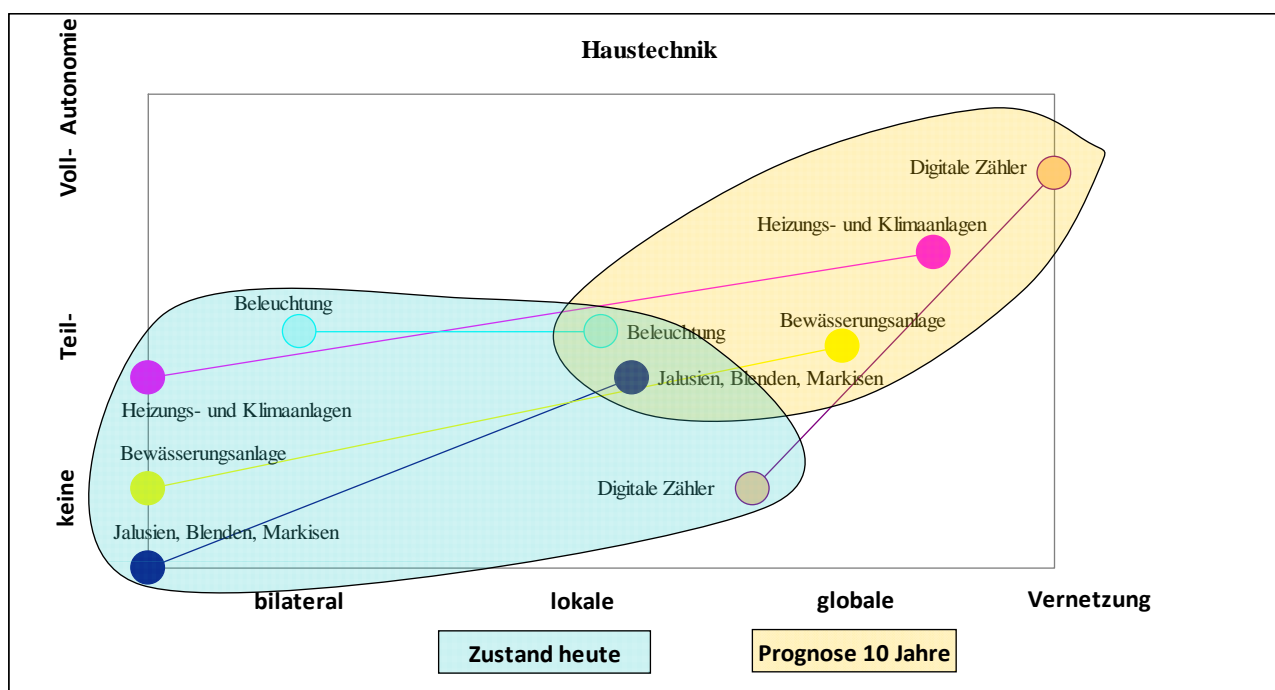 Haustechnik
Voll- Autonomie
Digitale Zähler
Heizungs- und Klimaanlagen
Teil-
Beleuchtung
Beleuchtung
Bewässerungsanlage
Jalusien, Blenden, Markisen
Heizungs- und Klimaanlagen
Bewässerungsanlage
keine
Digitale Zähler
Jalusien, Blenden, Markisen
bilateral lokale globale Vernetzung
Zustand heute Prognose 10 Jahre